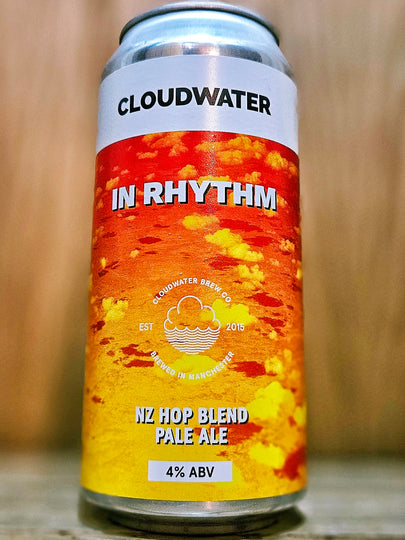 CLOUDWATER
IN RHYTHM
CLOUDWATER BREW CO
EST 2015
BREWED IN MANCHESTER
NZ HOP BLEND
PALE ALE
4% ABV